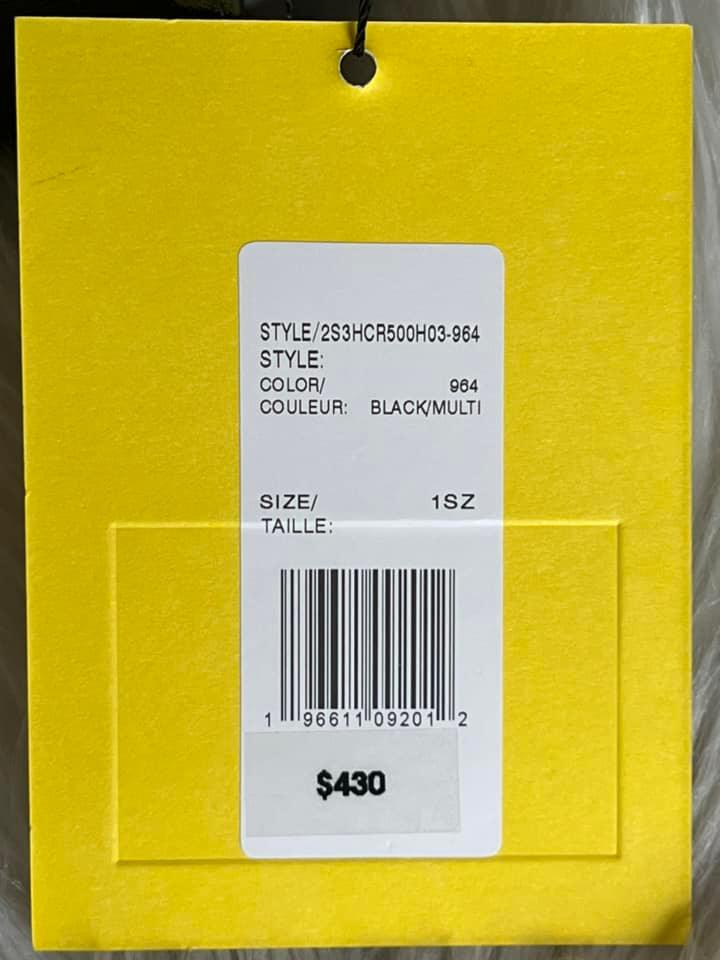 STYLE/2S3HCR500H03-964
STYLE:
COLOR/ 964
COULEUR: BLACK/MULTI
SIZE/ 1SZ
TAILLE:
1 96611 09201 2
$430